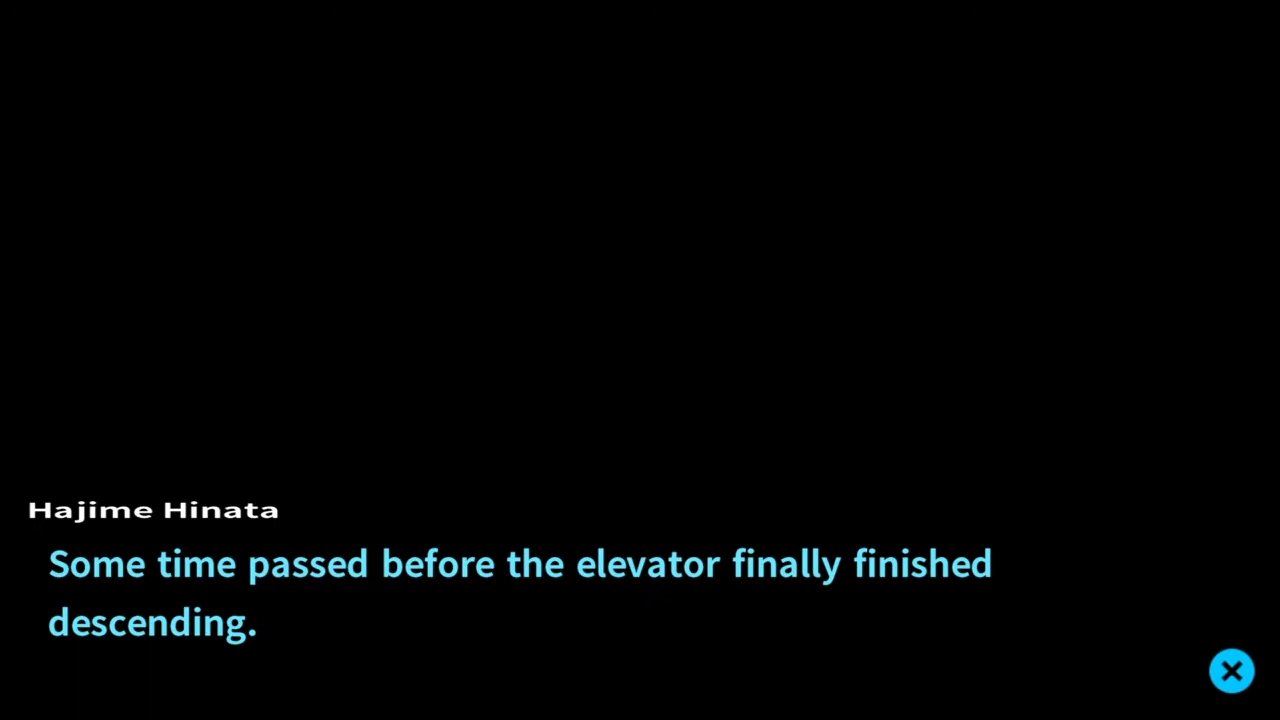 Hajime Hinata
Some time passed before the elevator finally finished
descending.